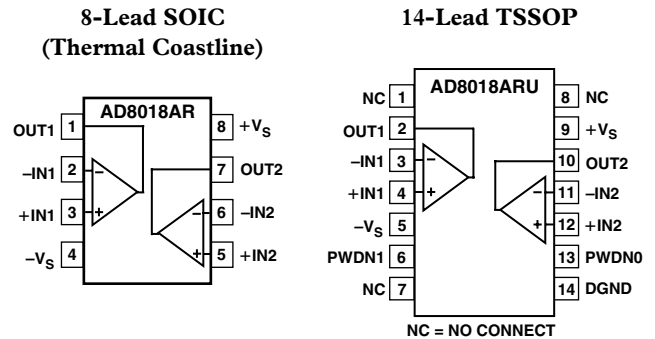 8-Lead SOIC
(Thermal Coastline)
AD8018AR
OUT1 1
–IN1 2
+IN1 3
–VS 4
8 +VS
7 OUT2
6 –IN2
5 +IN2
– +
– +
14-Lead TSSOP
AD8018ARU
NC 1
OUT1 2
–IN1 3
+IN1 4
–VS 5
PWDN1 6
NC 7
8 NC
9 +VS
10 OUT2
11 –IN2
12 +IN2
13 PWDN0
14 DGND
– +
– +
NC = NO CONNECT